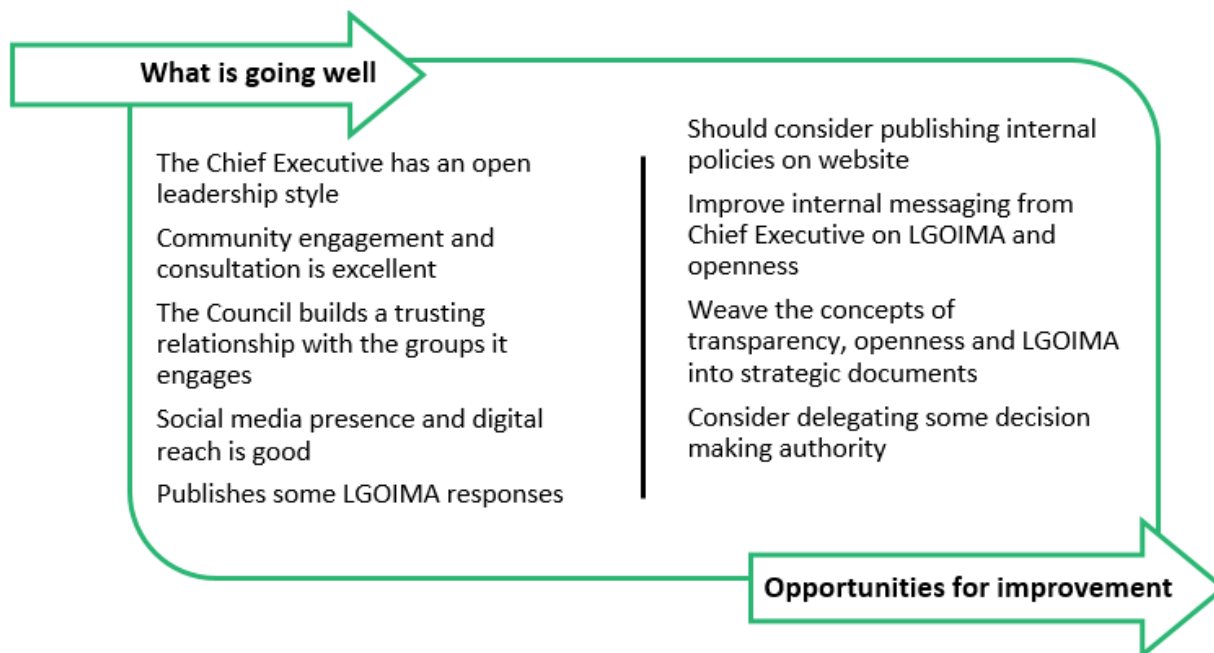 What is going well
The Chief Executive has an open
leadership style
Community engagement and
consultation is excellent
The Council builds a trusting
relationship with the groups it
engages
Social media presence and digital
reach is good
Publishes some LGOIMA responses
Should consider publishing internal
policies on website
Improve internal messaging from
Chief Executive on LGOIMA and
openness
Weave the concepts of
transparency, openness and LGOIMA
into strategic documents
Consider delegating some decision
making authority
Opportunities for improvement